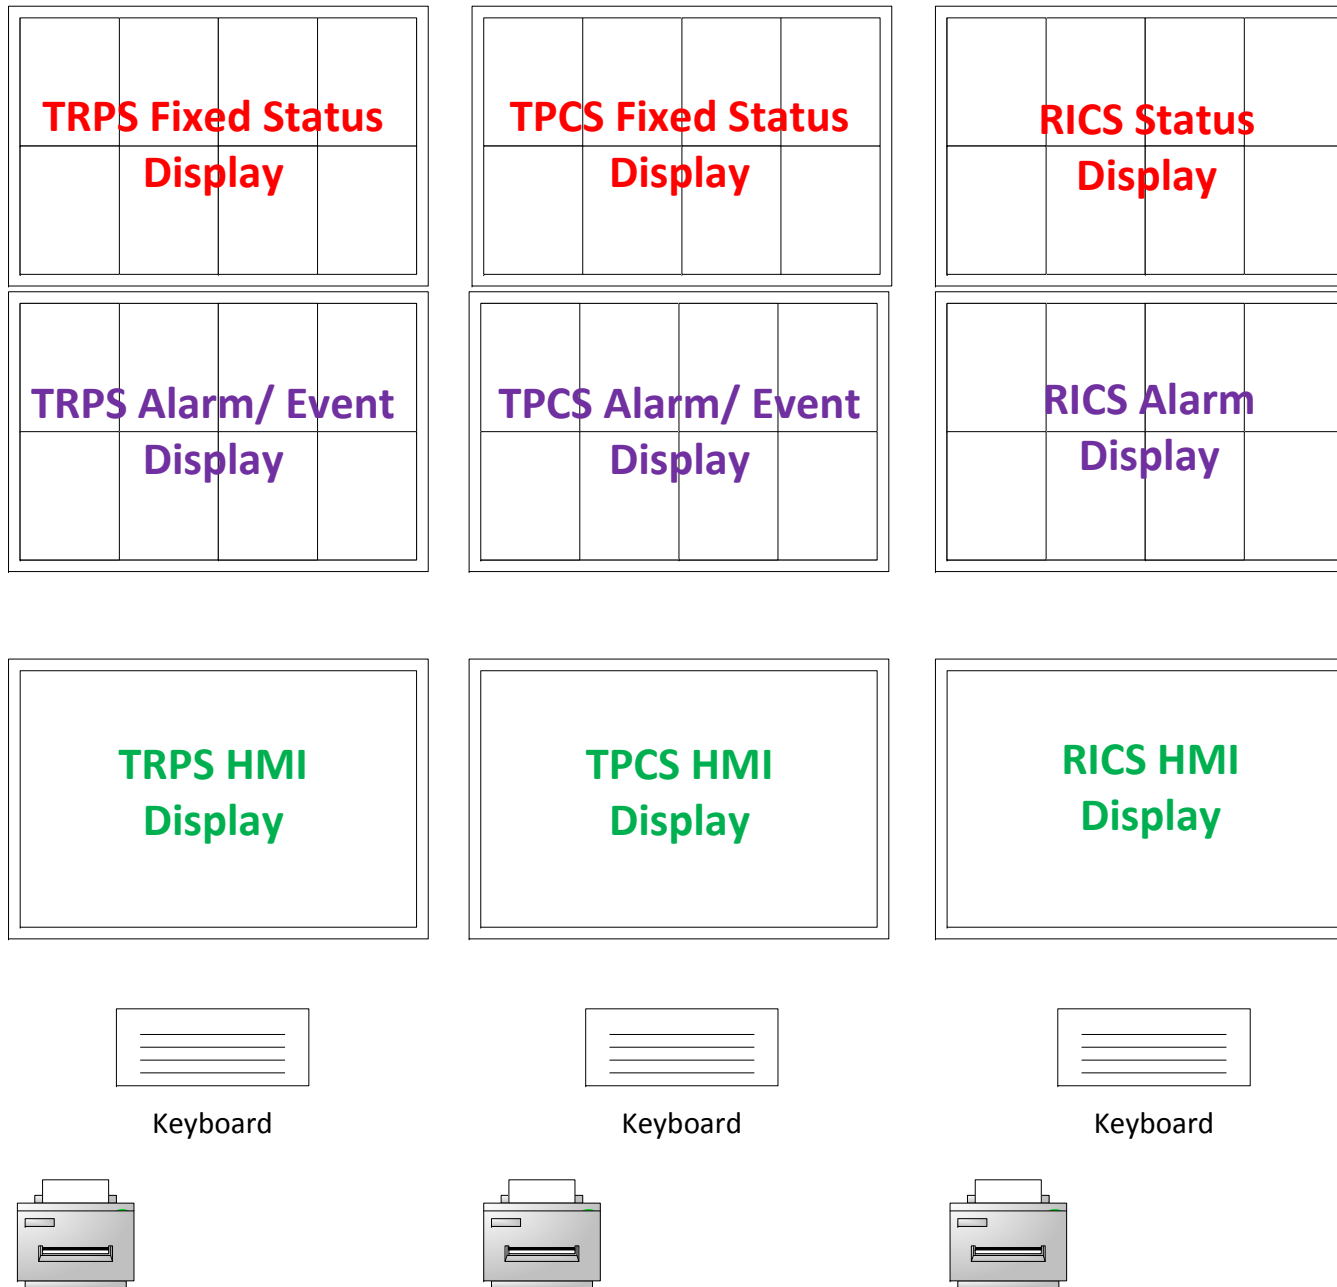 TRPS Fixed Status
Display
TPCS Fixed Status
Display
RICS Status
Display
TRPS Alarm/ Event
Display
TPCS Alarm/ Event
Display
RICS Alarm
Display
TRPS HMI
Display
TPCS HMI
Display
RICS HMI
Display
Keyboard
Keyboard
Keyboard